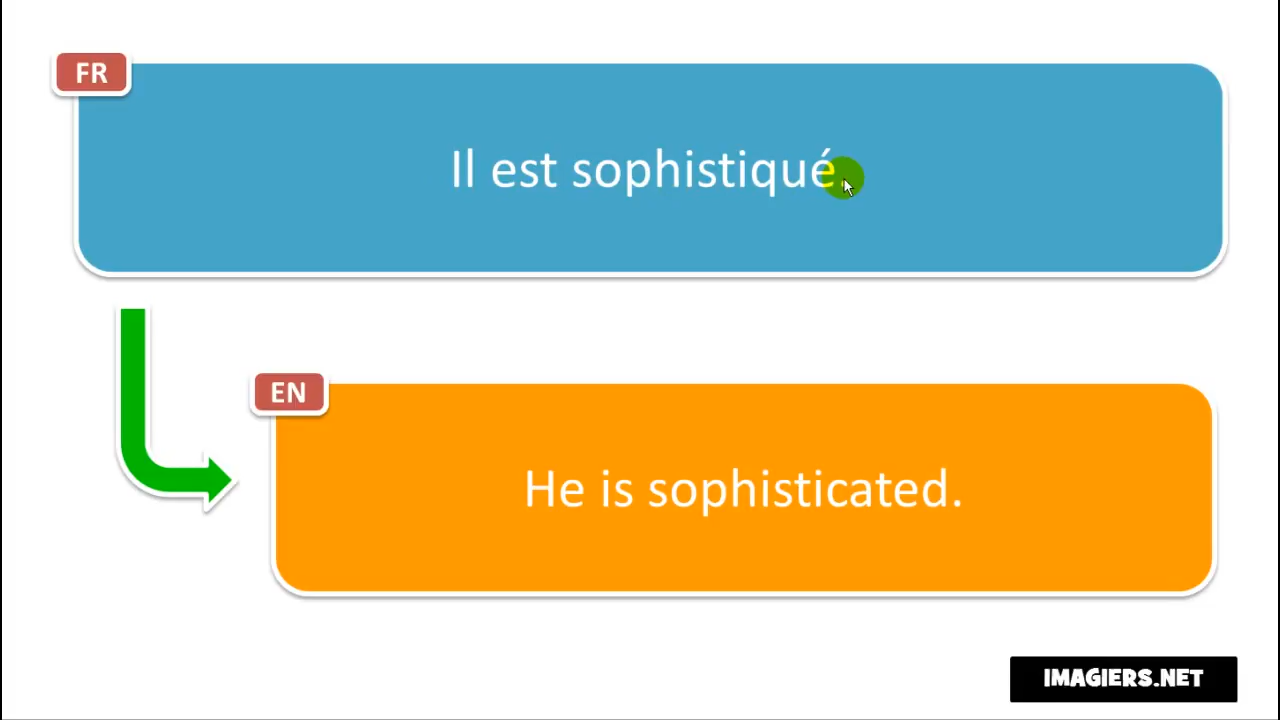 FR
Il est sophistiqué.
EN
He is sophisticated.
IMAGIERS.NET